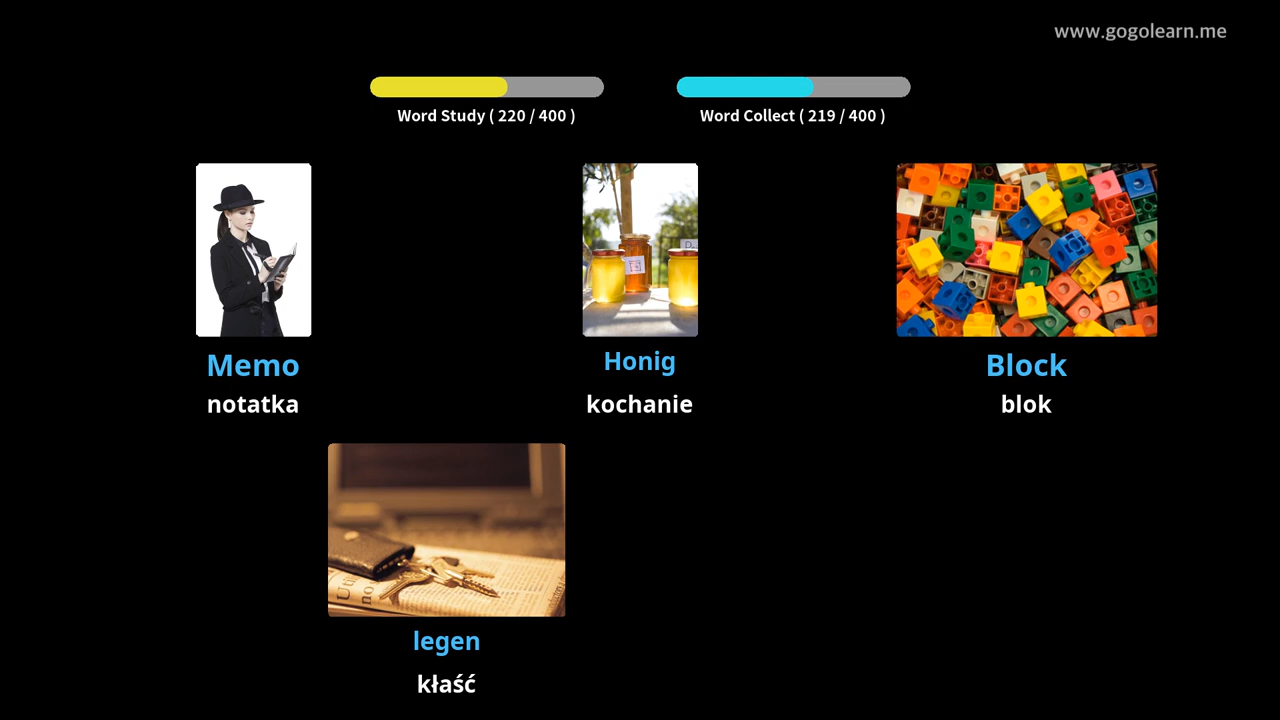 www.gogolearn.me
Word Study ( 220 / 400 )
Word Collect ( 219 / 400 )
Memo
notatka
Honig
kochanie
Block
blok
legen
kłaść